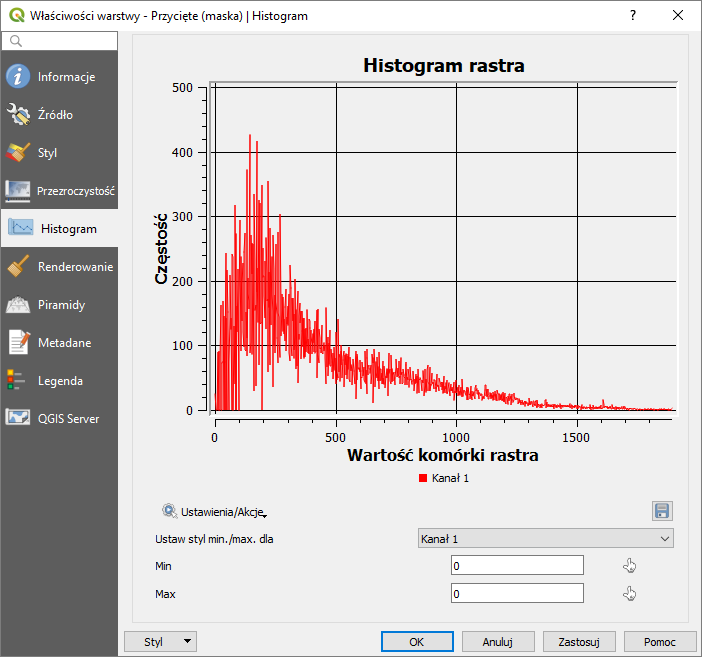 Właściwości warstwy - Przycięte (maska) | Histogram
Informacje
Źródło
Styl
Przezroczystość
Histogram
Renderowanie
Piramidy
Metadane
Legenda
QGIS Server
Histogram rastra
500
400
300
200
100
0
Częstość
0 500 1000 1500
Wartość komórki rastra
Kanał 1
Ustawienia/Akcje
Ustaw styl min./max. dla Kanał 1
Min 0
Max 0
Styl OK Anuluj Zastosuj Pomoc